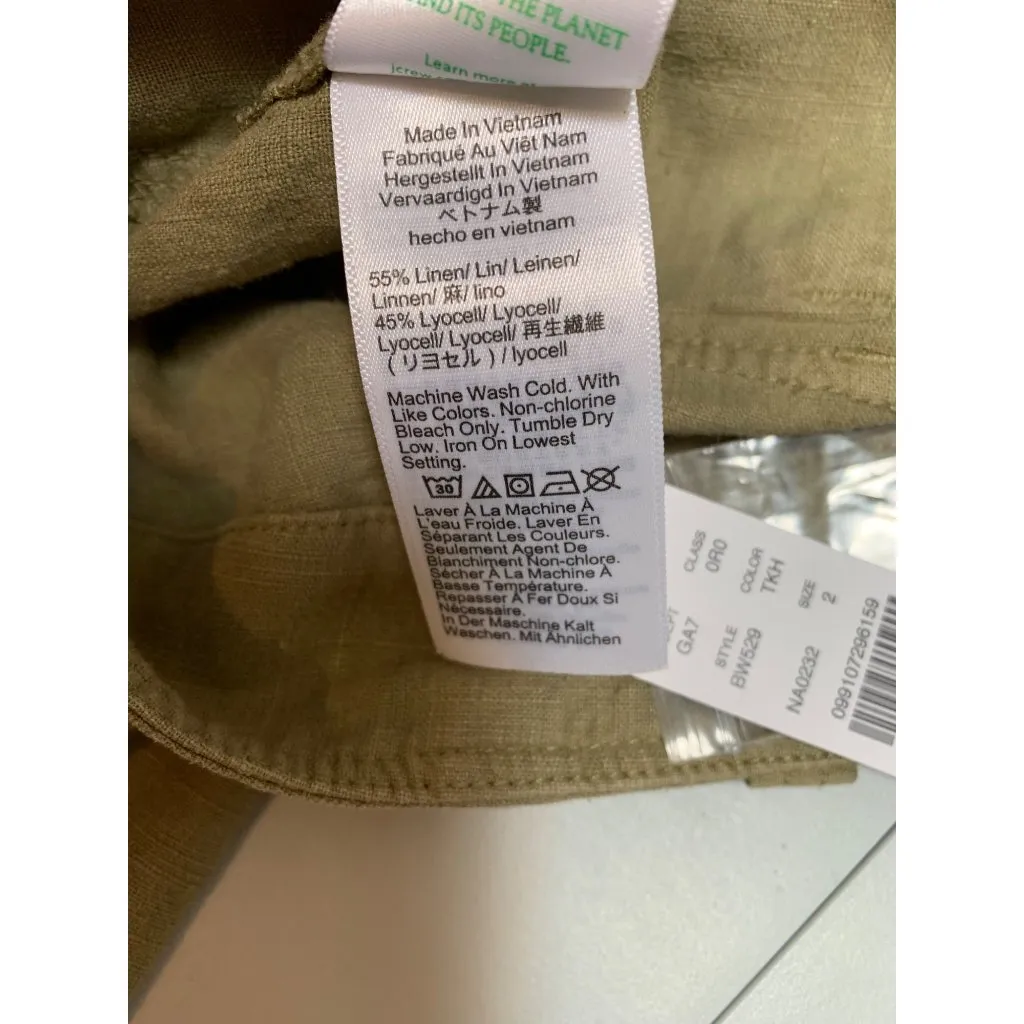 THE PLANET
AND ITS PEOPLE.
Learn more at
jcrew
Made In Vietnam
Fabriqué Au Viêt Nam
Hergestellt In Vietnam
Vervaardigd In Vietnam
ベトナム製
hecho en vietnam
55% Linen/ Lin/ Leinen/
Linnen/ 麻/ lino
45% Lyocell/ Lyocell/
Lyocell/ Lyocell/ 再生繊維
(リヨセル) / lyocell
Machine Wash Cold. With
Like Colors. Non-chlorine
Bleach Only. Tumble Dry
Low. Iron On Lowest
Setting.
30
Laver À La Machine À
L'eau Froide. Laver En
Séparant Les Couleurs.
Seulement Agent De
Blanchiment Non-chlore.
Sécher À La Machine À
Basse Température.
Repasser À Fer Doux Si
Nécessaire.
In Der Maschine Kalt
Waschen. Mit Ähnlichen
CLASS
0R0
COLOR
TKH
SIZE
2
GA7
STYLE
BW529
NA0232
099107296159